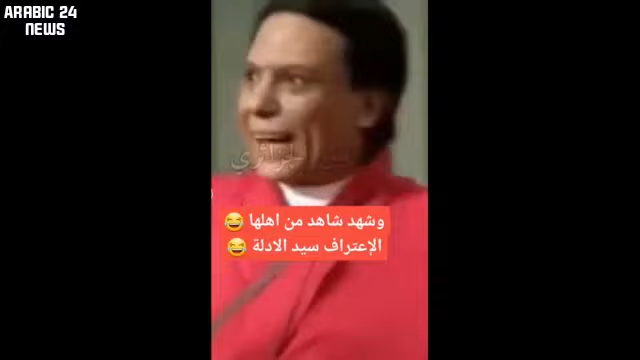 ARABIC 24
NEWS
وشهد شاهد من اهلها 😂
الإعتراف سيد الادلة 😂